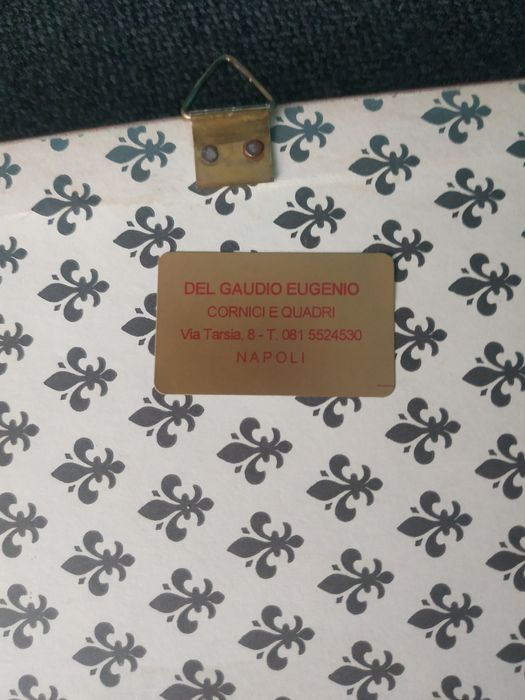 DEL GAUDIO EUGENIO
CORNICI E QUADRI
Via Tarsia, 8 - T. 081 5524530
NAPOLI